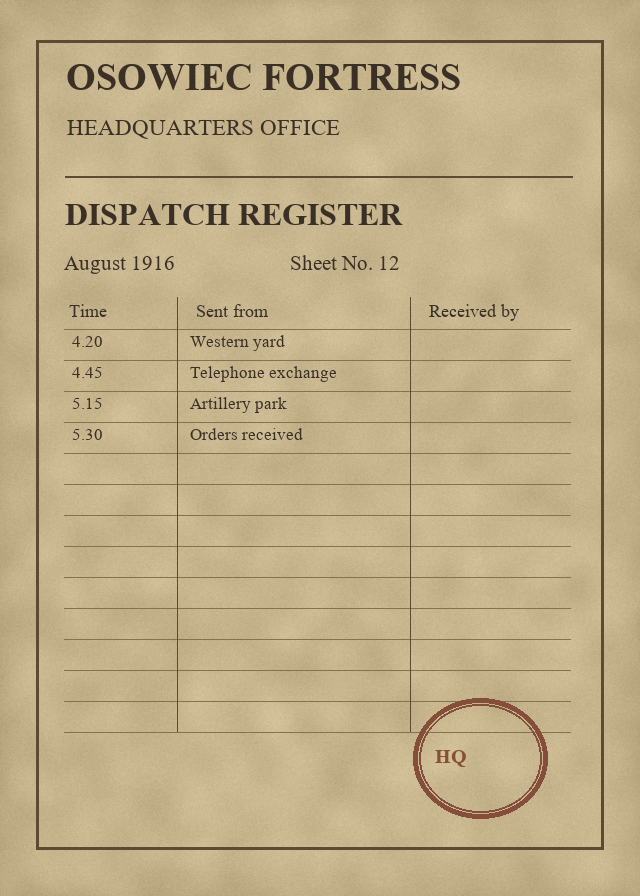 OSOWIEC FORTRESS
HEADQUARTERS OFFICE
DISPATCH REGISTER
August 1916 Sheet No. 12
Time Sent from Received by
4.20 Western yard
4.45 Telephone exchange
5.15 Artillery park
5.30 Orders received
HQ